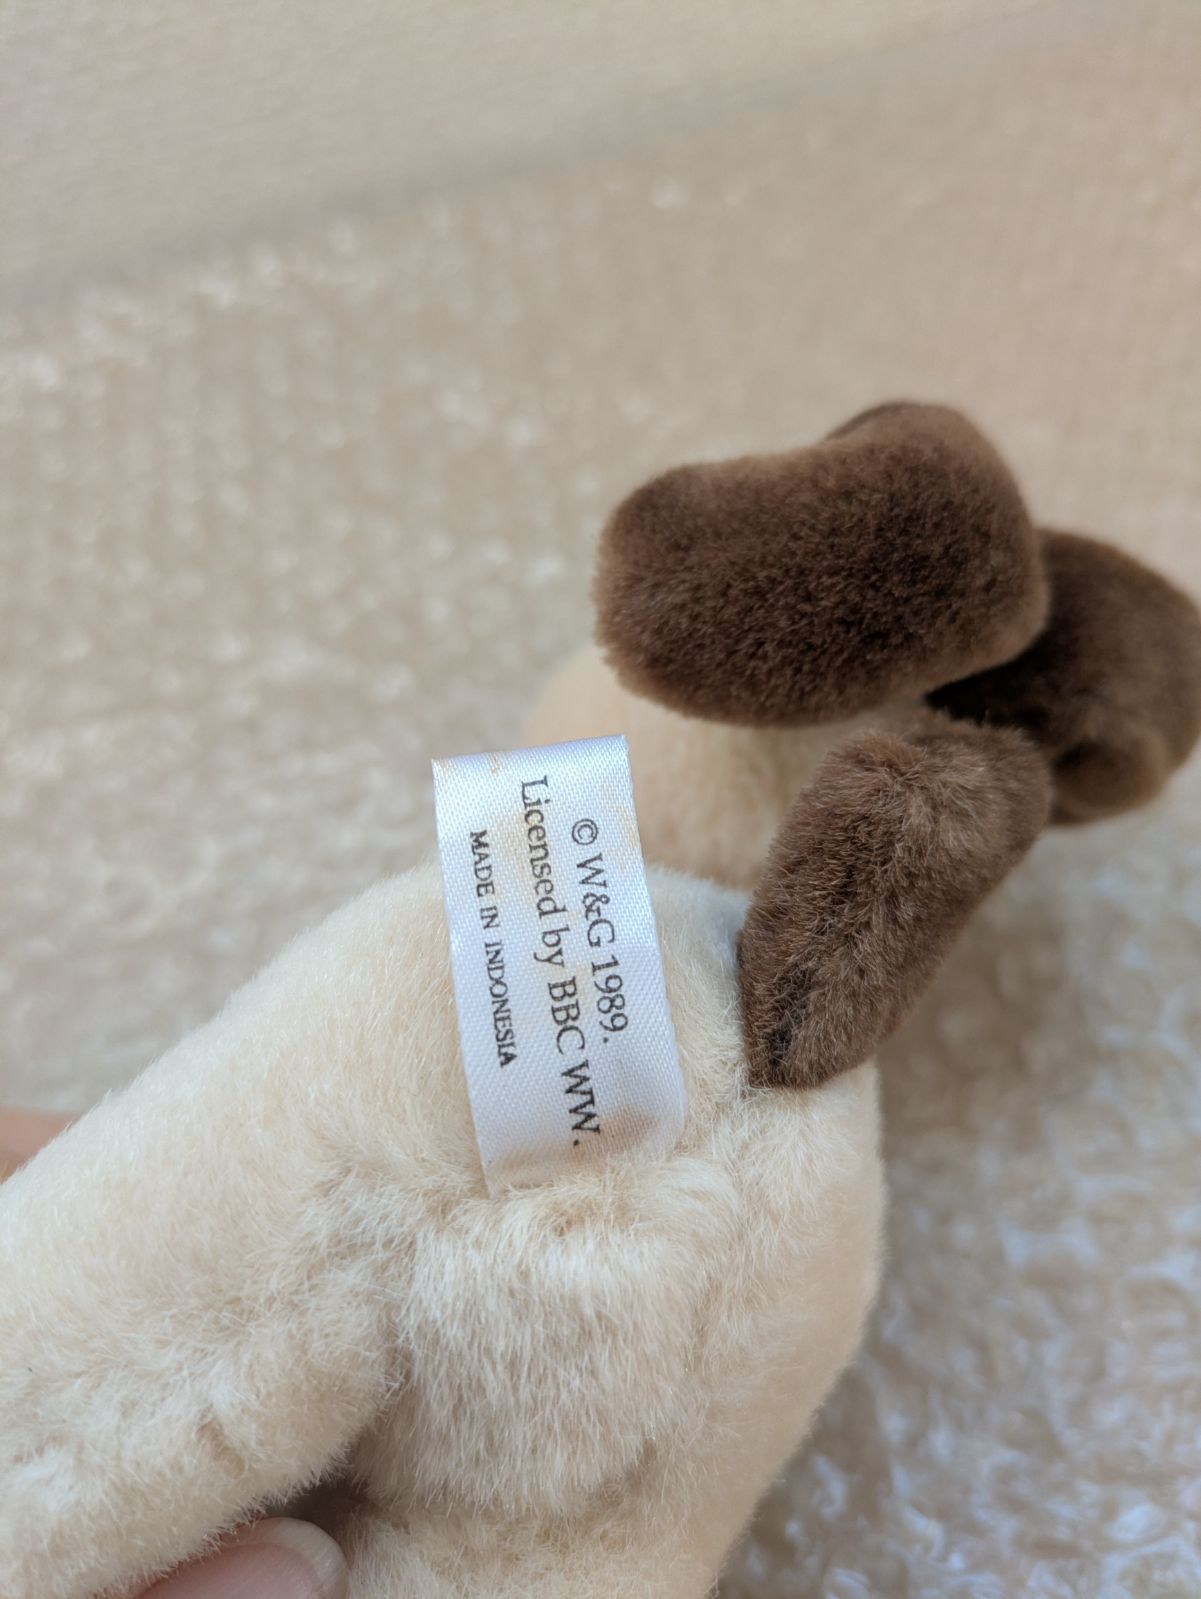 © W&G 1989.
Licensed by BBC WW.
MADE IN INDONESIA